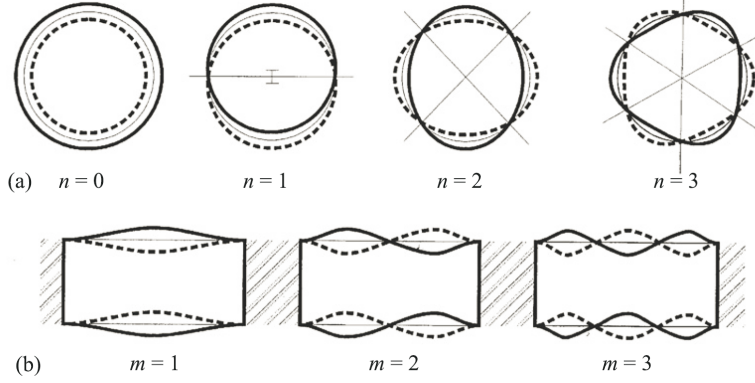 (a) n = 0 n = 1 n = 2 n = 3
(b) m = 1 m = 2 m = 3